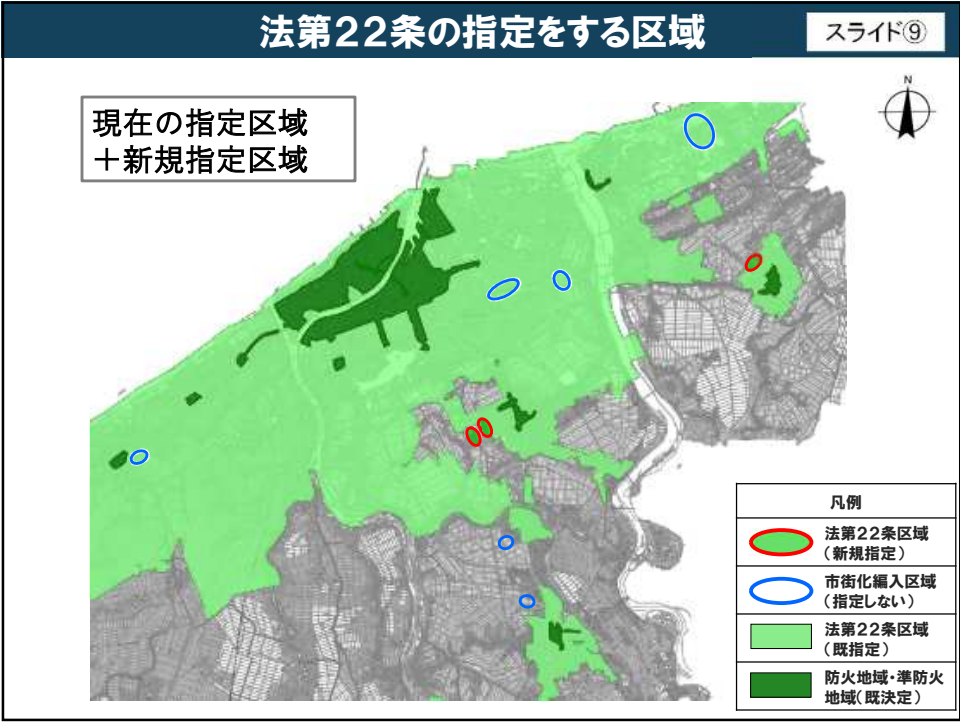 法第２２条の指定をする区域
スライド⑨
現在の指定区域
＋新規指定区域
N
凡例
法第２２条区域
（新規指定）
市街化編入区域
（指定しない）
法第２２条区域
（既指定）
防火地域・準防火
地域（既決定）